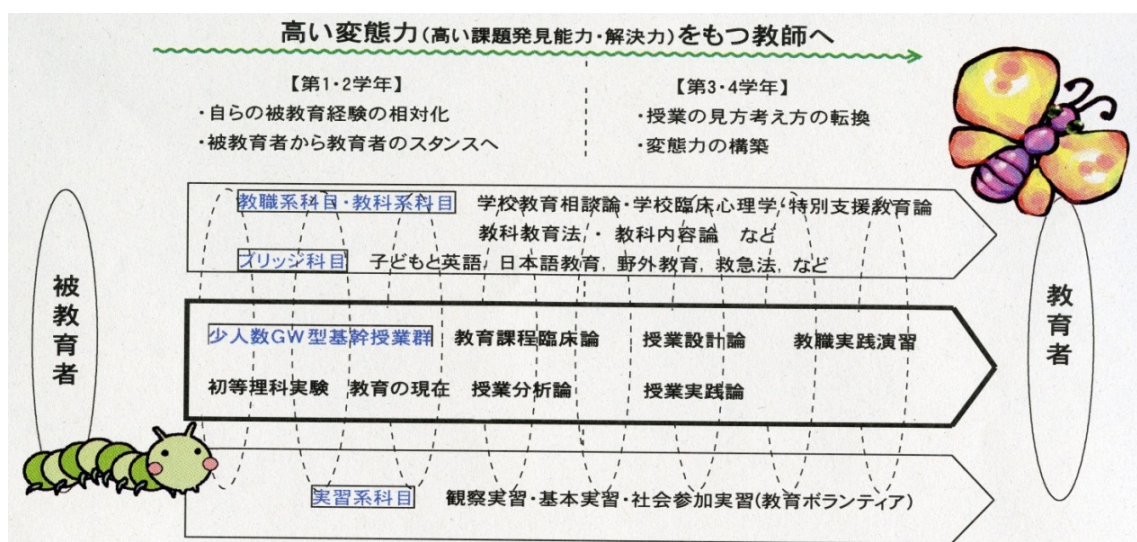 高い変態力(高い課題発見能力・解決力)をもつ教師へ
【第1・2学年】
・自らの被教育経験の相対化
・被教育者から教育者のスタンスへ
【第3・4学年】
・授業の見方考え方の転換
・変態力の構築
被教育者
教職系科目・教科系科目 学校教育相談論・学校臨床心理学・特別支援教育論
教科教育法 ・ 教科内容論 など
ブリッジ科目 子どもと英語, 日本語教育, 野外教育, 救急法, など
少人数GW型基幹授業群 教育課程臨床論 授業設計論 教職実践演習
初等理科実験 教育の現在 授業分析論 授業実践論
実習系科目 観察実習・基本実習・社会参加実習(教育ボランティア)
教育者